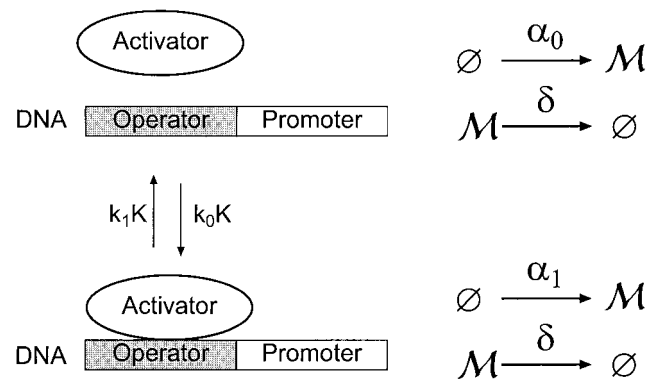 Activator
DNA Operator Promoter
∅ α₀ → ℳ
ℳ δ → ∅
k₁K k₀K
Activator
DNA Operator Promoter
∅ α₁ → ℳ
ℳ δ → ∅